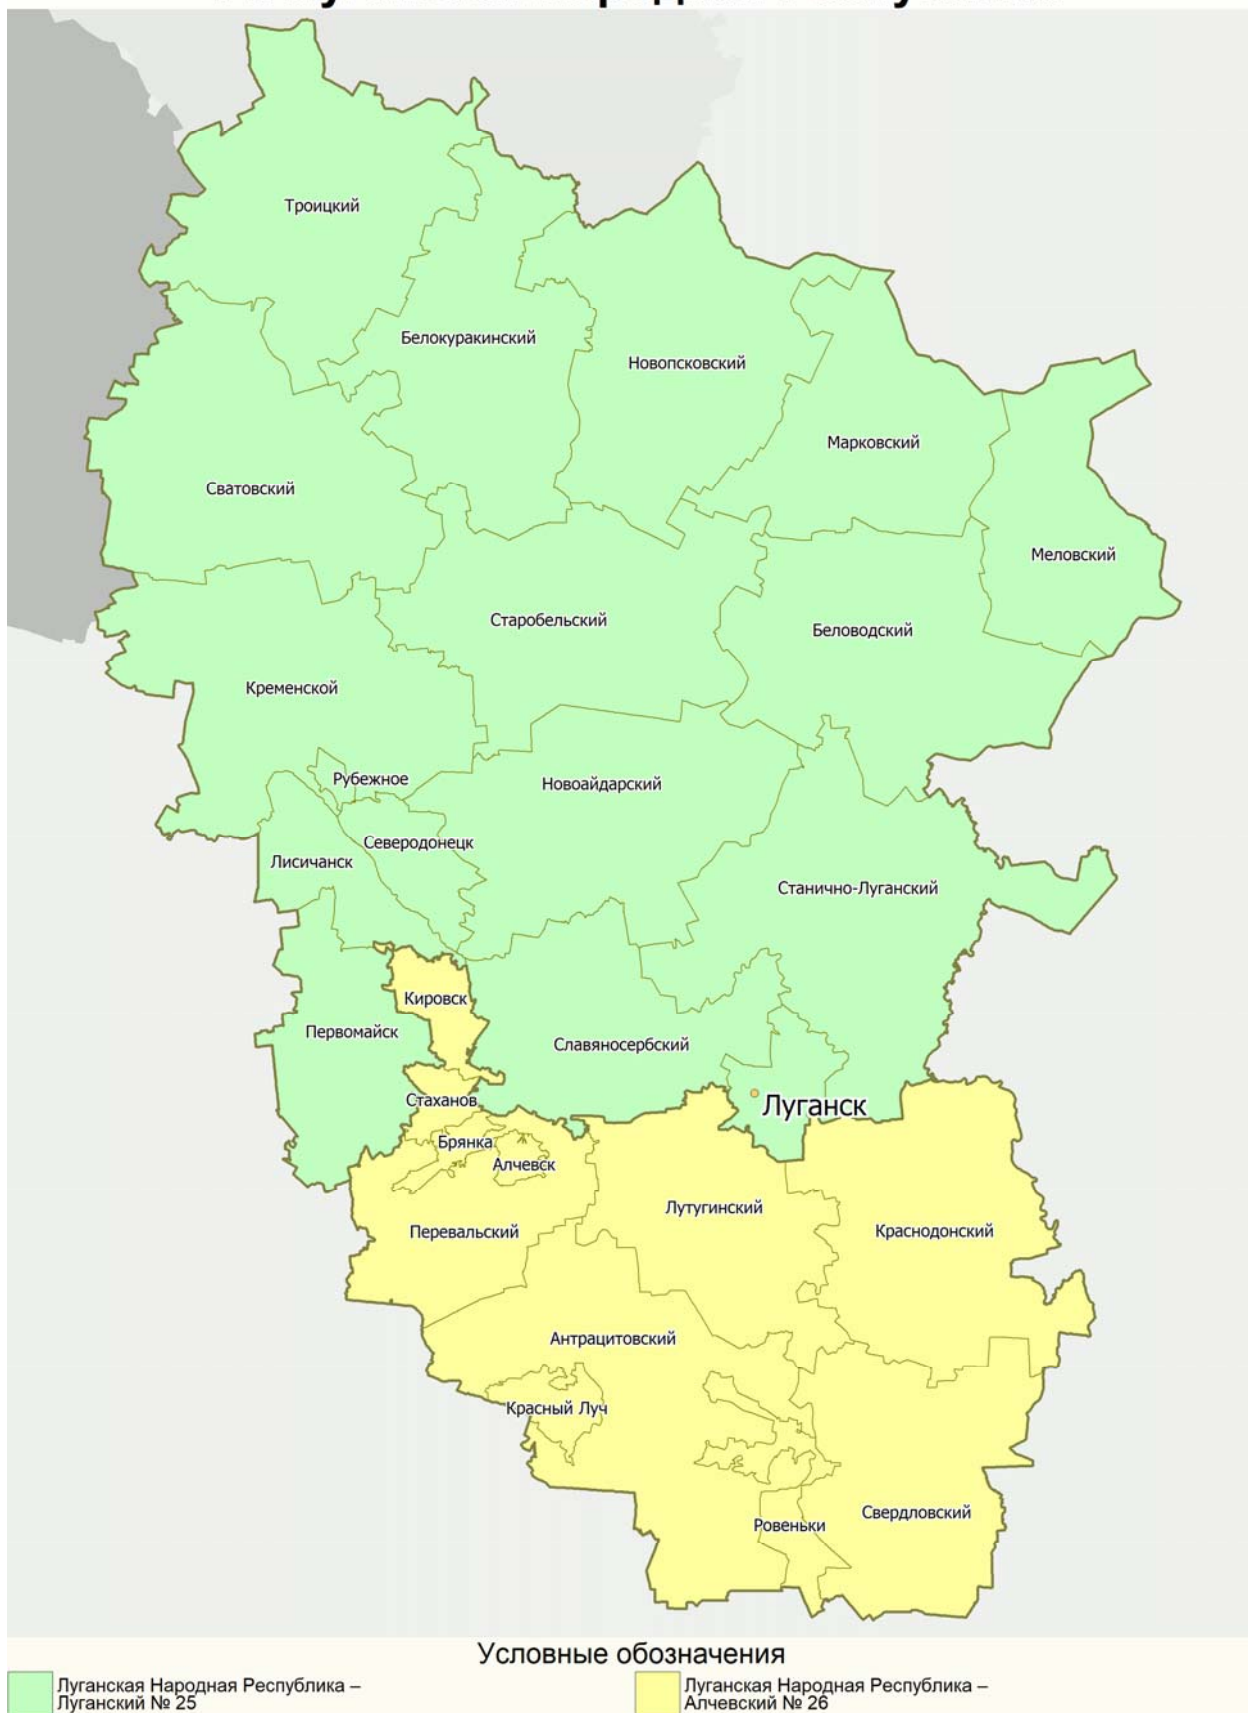 Троицкий
Белокуракинский
Новопсковский
Марковский
Сватовский
Меловский
Старобельский
Беловодский
Кременской
Рубежное
Новоайдарский
Северодонецк
Лисичанск
Станично-Луганский
Кировск
Первомайск
Славяносербский
Стаханов
Луганск
Брянка
Алчевск
Лутугинский
Перевальский
Краснодонский
Антрацитовский
Красный Луч
Свердловский
Ровеньки
Условные обозначения
Луганская Народная Республика –
Луганский № 25
Луганская Народная Республика –
Алчевский № 26